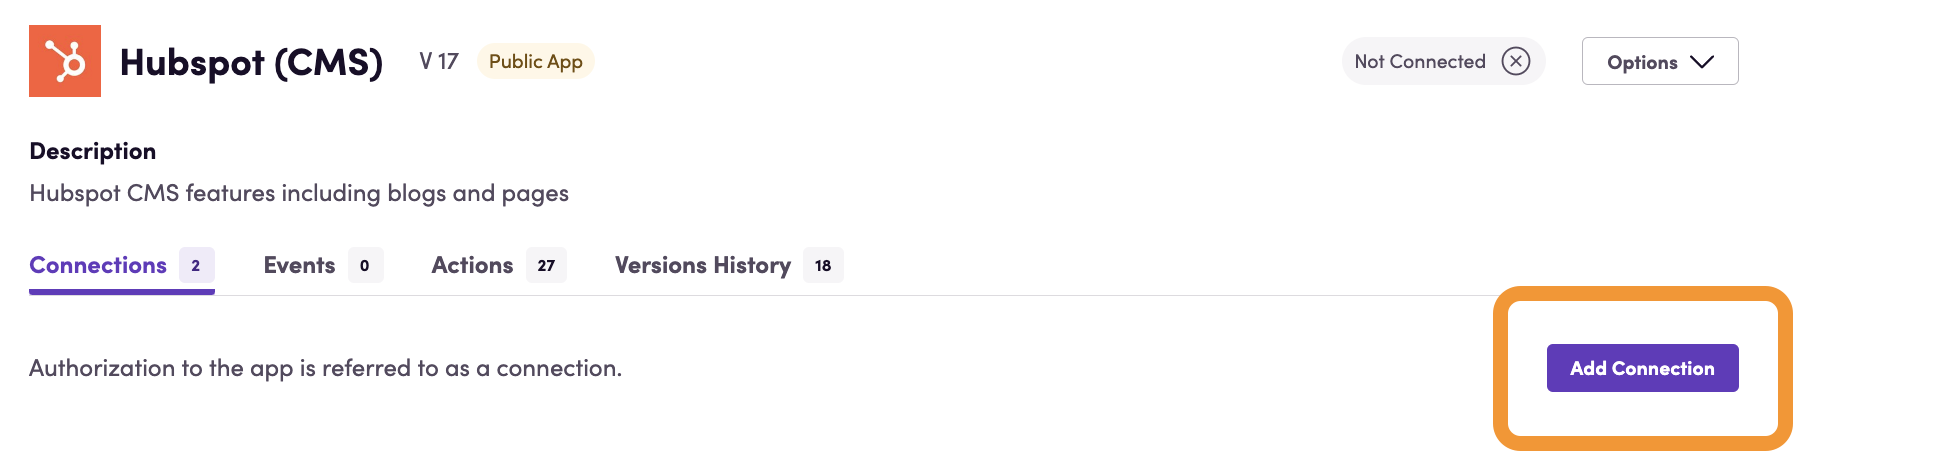 Hubspot (CMS) V 17 Public App Not Connected Options
Description
Hubspot CMS features including blogs and pages
Connections 2 Events 0 Actions 27 Versions History 18
Authorization to the app is referred to as a connection. Add Connection